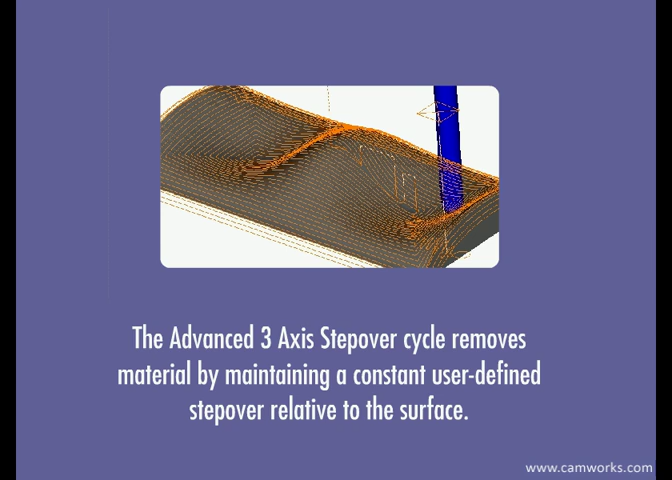 The Advanced 3 Axis Stepover cycle removes
material by maintaining a constant user-defined
stepover relative to the surface.
www.camworks.com